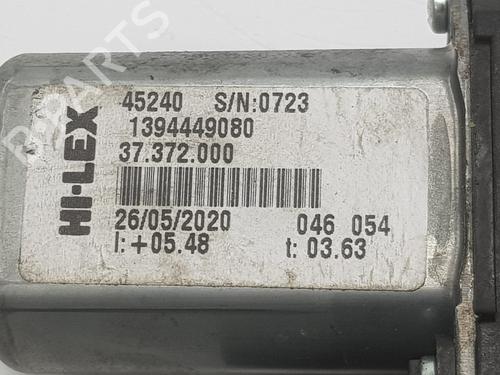 HI-LEX
45240 S/N:0723
1394449080
37.372.000
26/05/2020 046 054
I:+05.48 t: 03.63
B-PARTS